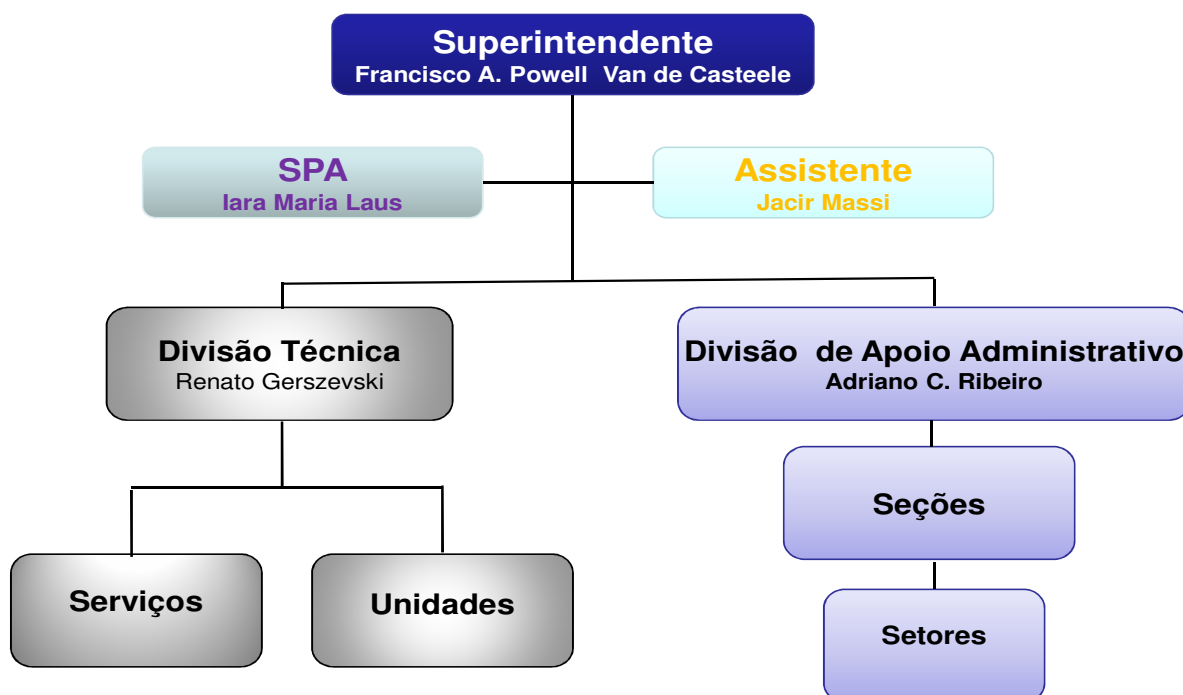 Superintendente
Francisco A. Powell Van de Casteele
SPA
Iara Maria Laus
Assistente
Jacir Massi
Divisão Técnica
Renato Gerszevski
Divisão de Apoio Administrativo
Adriano C. Ribeiro
Seções
Serviços
Unidades
Setores